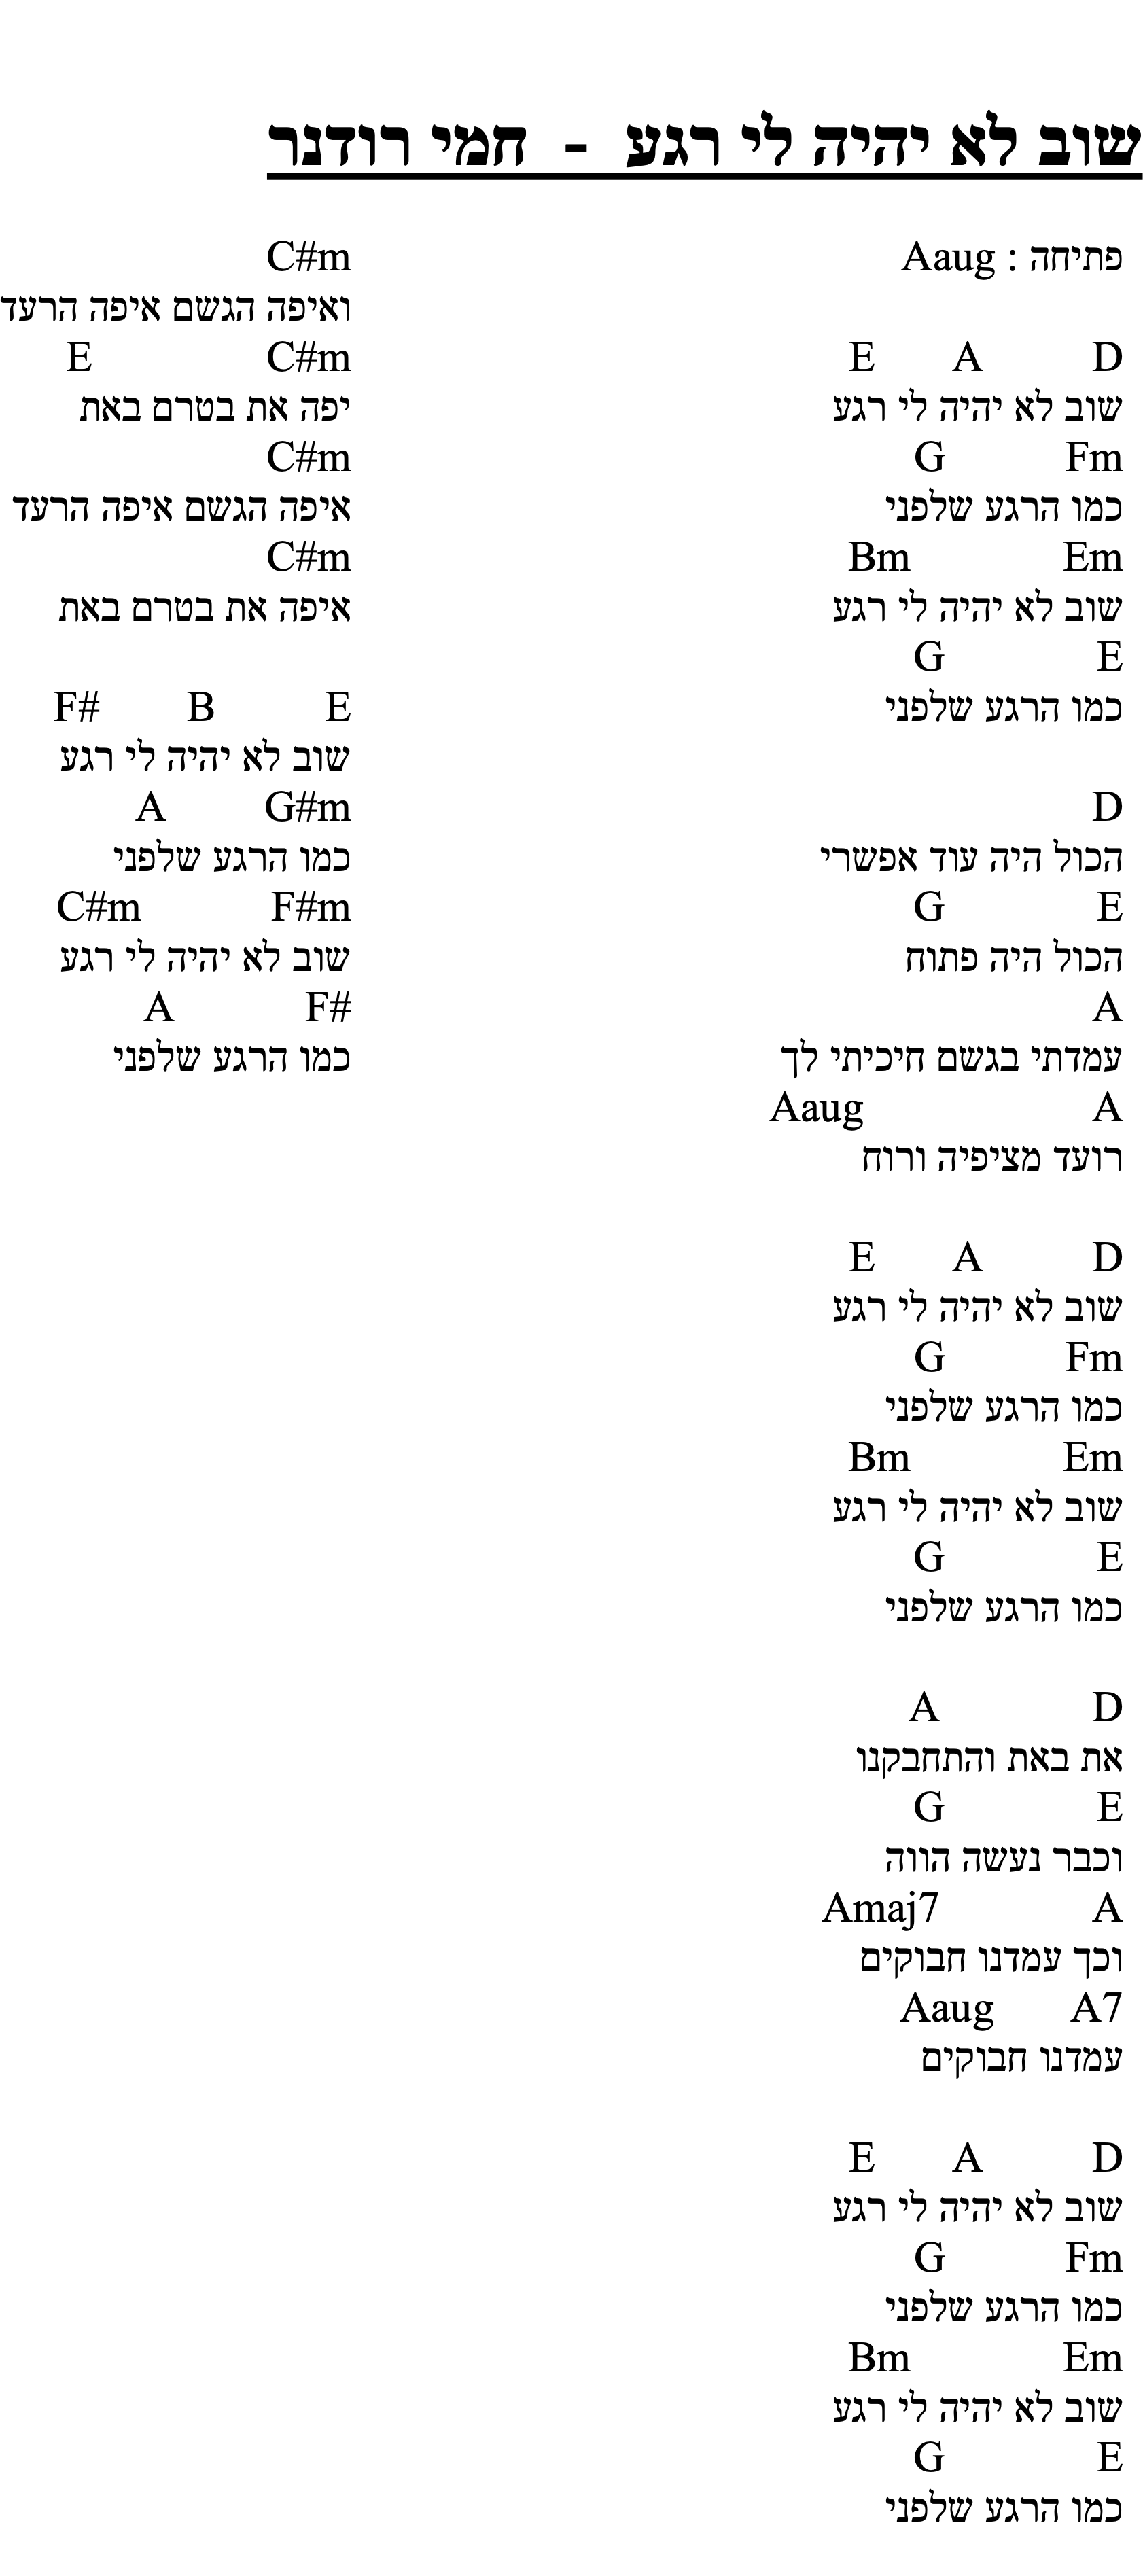 שוב לא יהיה לי רגע - חמי רודנר
פתיחה : Aaug
D A E
שוב לא יהיה לי רגע
Fm G
כמו הרגע שלפני
Em Bm
שוב לא יהיה לי רגע
E G
כמו הרגע שלפני
D
הכול היה עוד אפשרי
E G
הכול היה פתוח
A
עמדתי בגשם חיכיתי לך
A Aaug
רועד מציפיה ורוח
D A E
שוב לא יהיה לי רגע
Fm G
כמו הרגע שלפני
Em Bm
שוב לא יהיה לי רגע
E G
כמו הרגע שלפני
D A
את באת והתחבקנו
E G
וכבר נעשה הווה
A Amaj7
וכך עמדנו חבוקים
A7 Aaug
עמדנו חבוקים
D A E
שוב לא יהיה לי רגע
Fm G
כמו הרגע שלפני
Em Bm
שוב לא יהיה לי רגע
E G
כמו הרגע שלפני
C#m
ואיפה הגשם איפה הרעד
C#m E
יפה את בטרם באת
C#m
איפה הגשם איפה הרעד
C#m
איפה את בטרם באת
E B F#
שוב לא יהיה לי רגע
G#m A
כמו הרגע שלפני
F#m C#m
שוב לא יהיה לי רגע
F# A
כמו הרגע שלפני